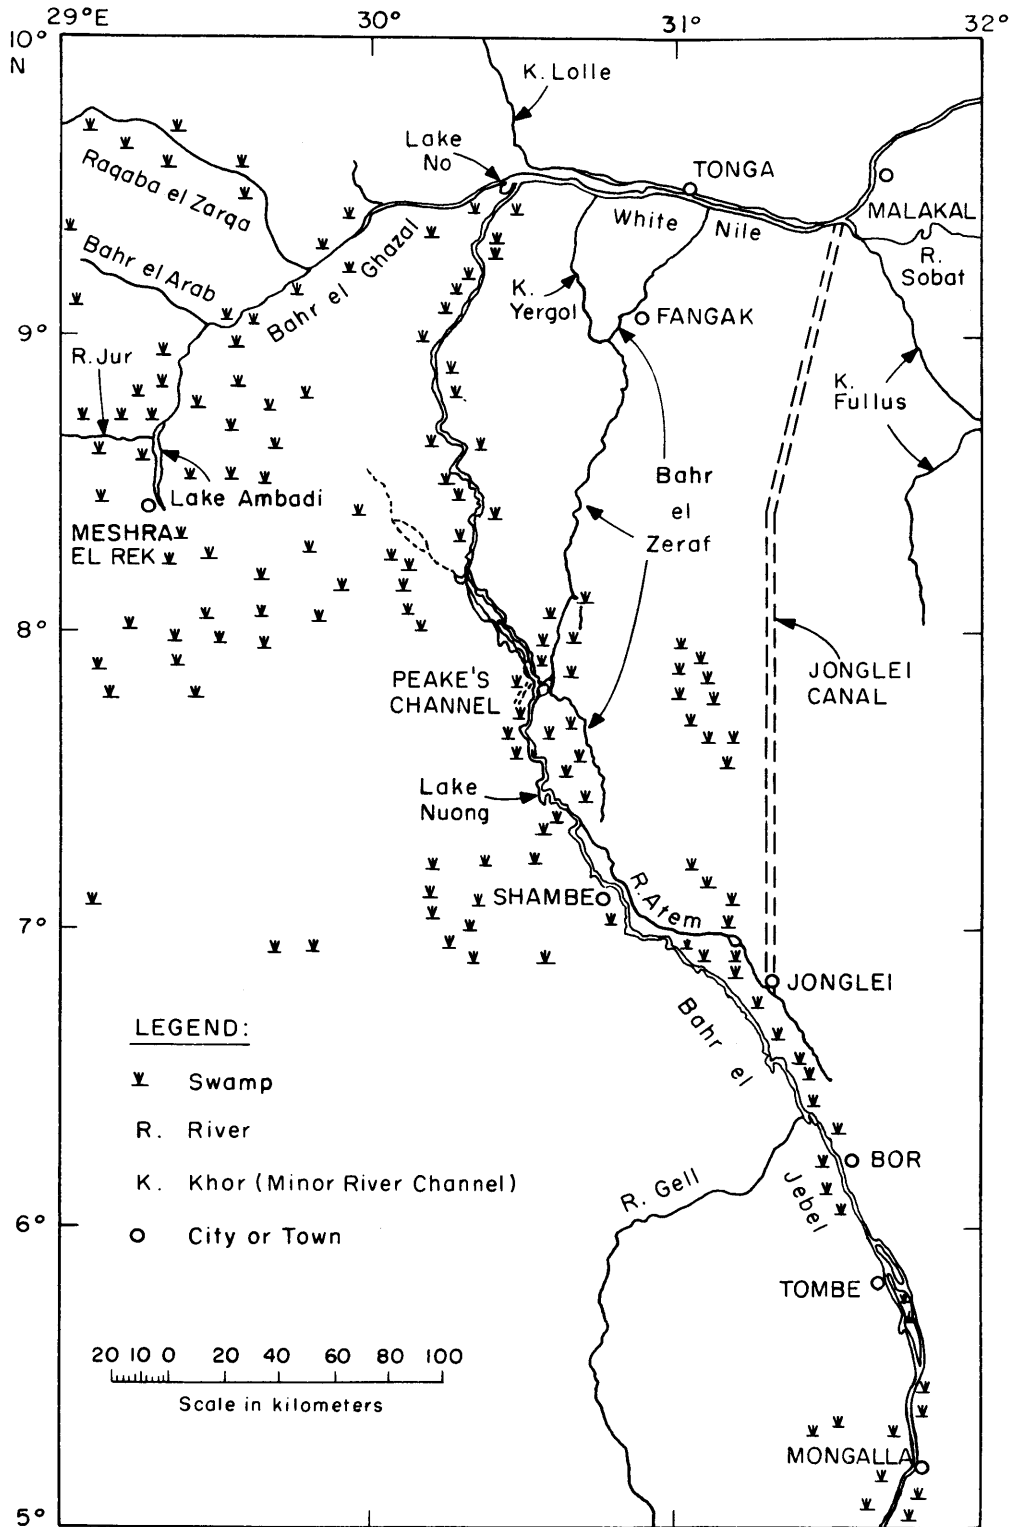 29°E 30° 31° 32°
10°
N
K. Lolle
Lake
No
TONGA
MALAKAL
Raqaba el Zarqa
White Nile
R.
Sobat
Bahr el Arab
Bahr el Ghazal
K.
Yergol
FANGAK
9°
R. Jur
K.
Fullus
Bahr
el
Zeraf
Lake Ambadi
MESHRA
EL REK
8°
PEAKE'S
CHANNEL
JONGLEI
CANAL
Lake
Nuong
SHAMBE
R. Atem
7°
JONGLEI
Bahr el
Jebel
LEGEND:
Swamp
R. River
K. Khor (Minor River Channel)
City or Town
BOR
R. Gell
6°
TOMBE
20 10 0 20 40 60 80 100
Scale in kilometers
MONGALLA
5°